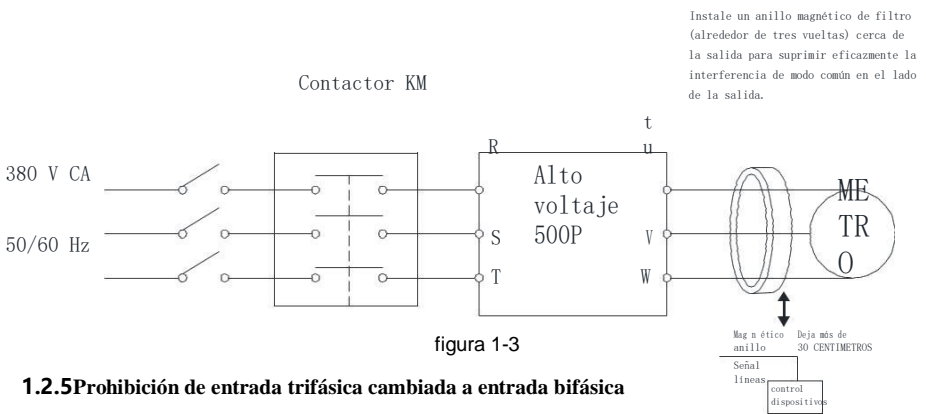 Instale un anillo magnético de filtro
(alrededor de tres vueltas) cerca de
la salida para suprimir eficazmente la
interferencia de modo común en el lado
de la salida.
Contactor KM
380 V CA
50/60 Hz
R
S
T
Alto
voltaje
500P
t
u
V
W
ME
TR
O
Mag n ético
anillo
Deja más de
30 CENTIMETROS
Señal
líneas
control
dispositivos
figura 1-3
1.2.5Prohibición de entrada trifásica cambiada a entrada bifásica